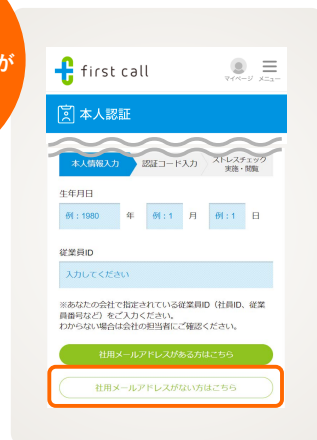 が
first call
マイページ メニュー
本人認証
本人情報入力 認証コード入力 ストレスチェック
実施・閲覧
生年月日
例：1980 年 例：1 月 例：1 日
従業員ID
入力してください
※あなたの会社で指定されている従業員ID（社員ID、従業
員番号など）をご入力ください。
わからない場合は会社の担当者にご確認ください。
社用メールアドレスがある方はこちら
社用メールアドレスがない方はこちら